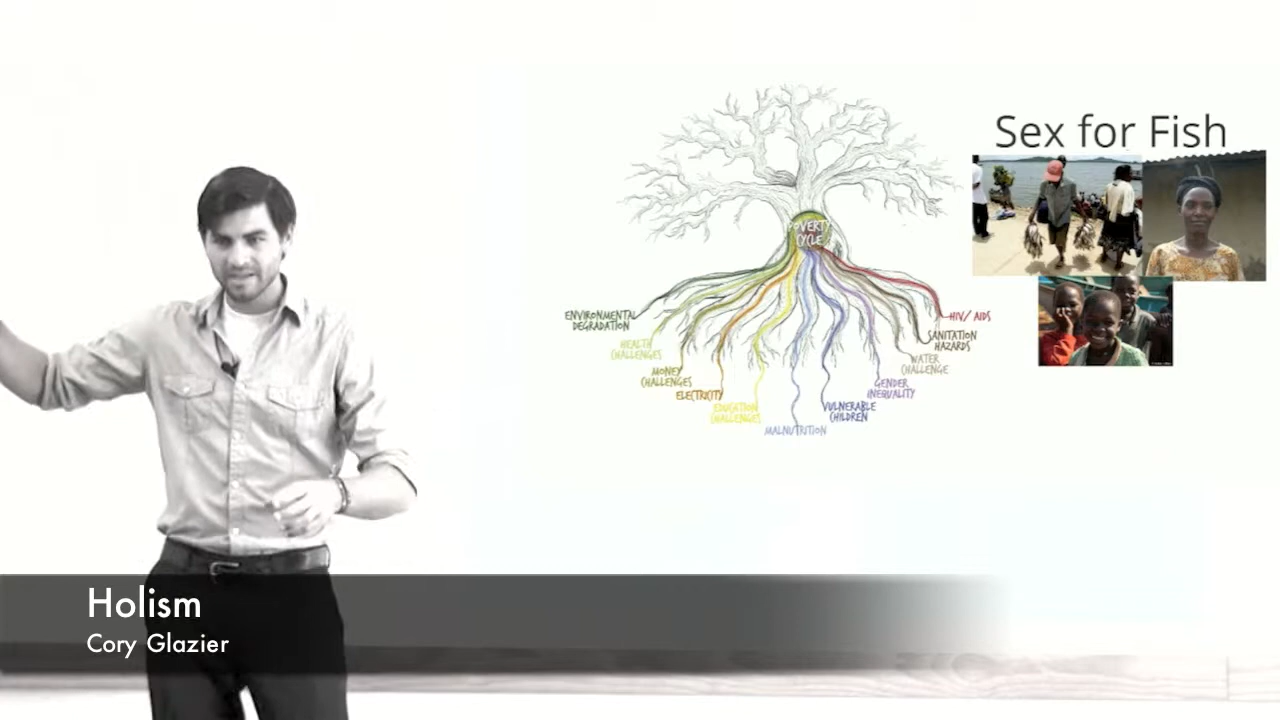 Sex for Fish
POVERTY
CYCLE
ENVIRONMENTAL
DEGRADATION
HEALTH
CHALLENGES
MONEY
CHALLENGES
ELECTRICITY
EDUCATION
CHALLENGES
MALNUTRITION
VULNERABLE
CHILDREN
GENDER
INEQUALITY
WATER
CHALLENGE
SANITATION
HAZARDS
HIV/AIDS
Holism
Cory Glazier